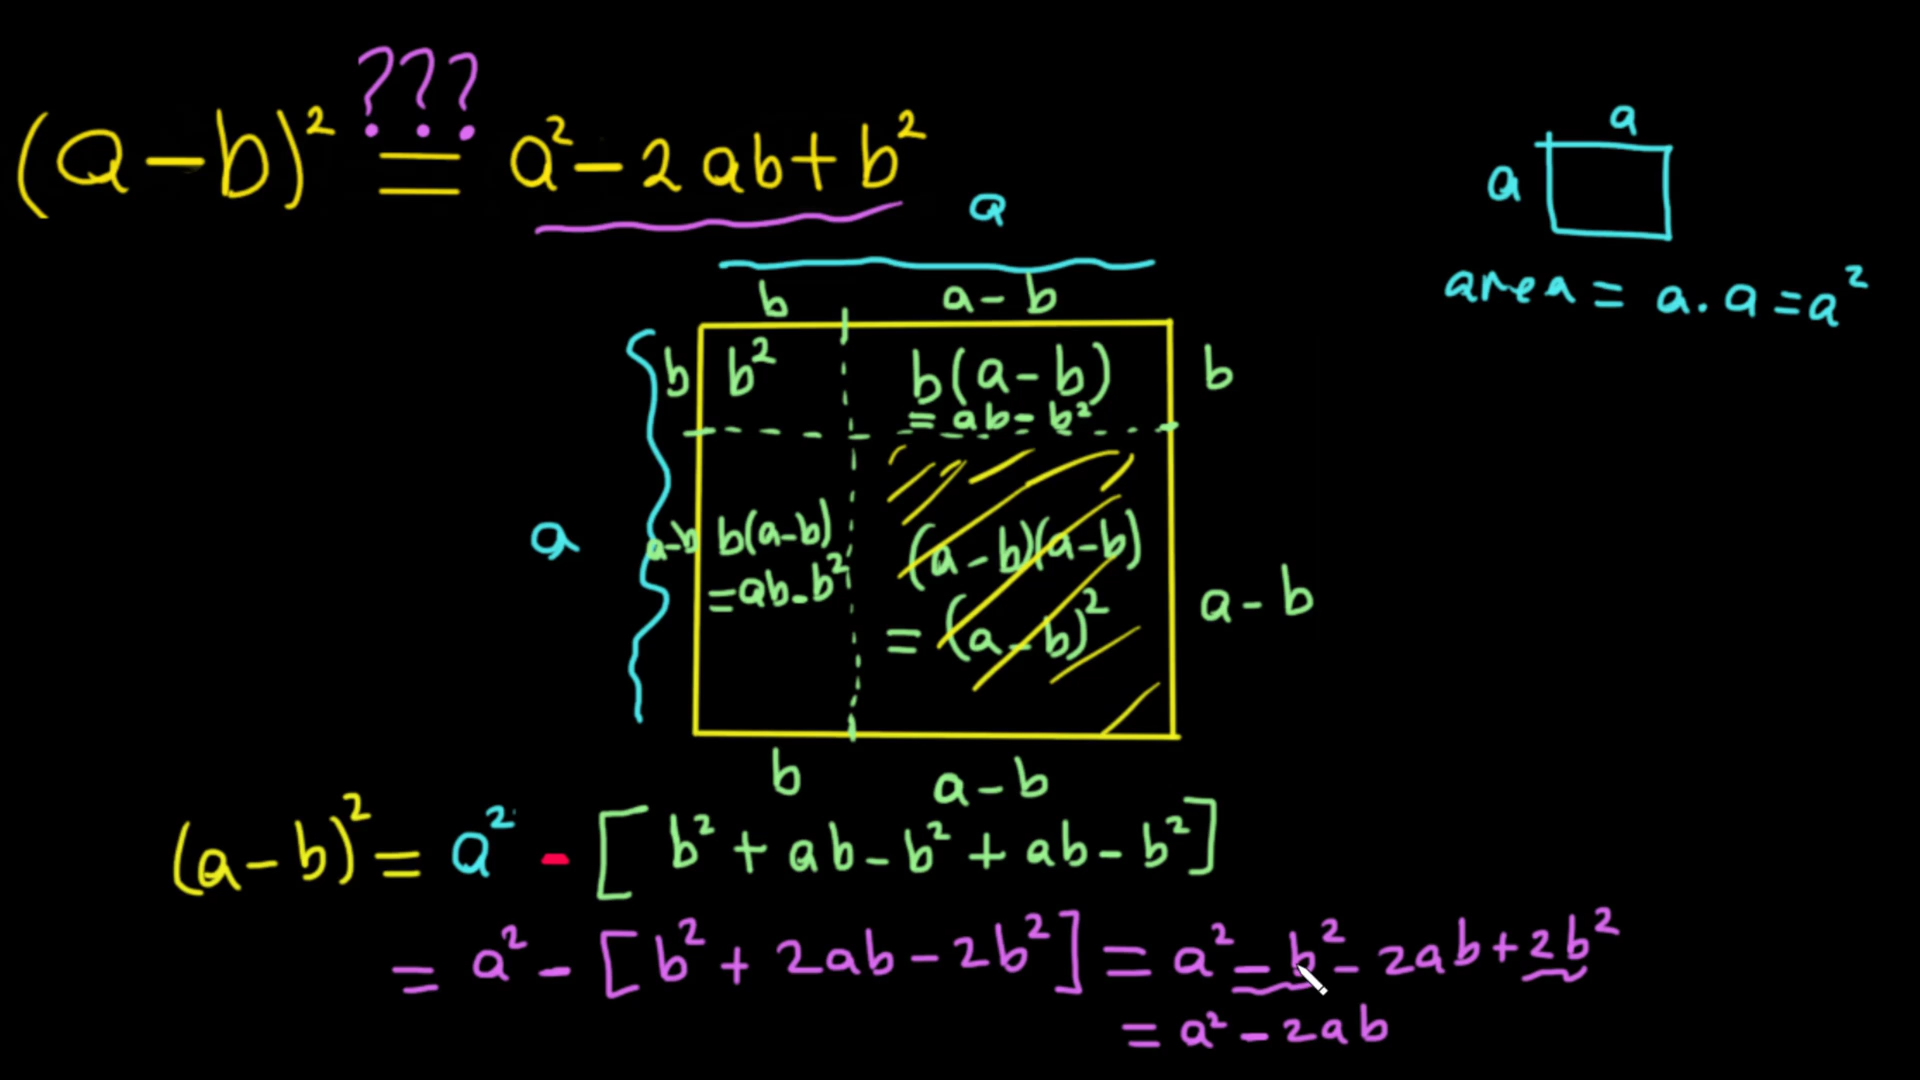 ???
(a-b)² = a²-2ab+b²
a
a
area = a.a=a²
a
b a-b
b b² b(a-b) b
= ab-b²
a a-b b(a-b) (a-b)(a-b)
=ab-b² = (a-b)² a-b
b a-b
(a-b)² = a² - [b² + ab-b² + ab-b²]
= a² - [b² + 2ab - 2b²] = a² - b² - 2ab + 2b²
= a² - 2ab